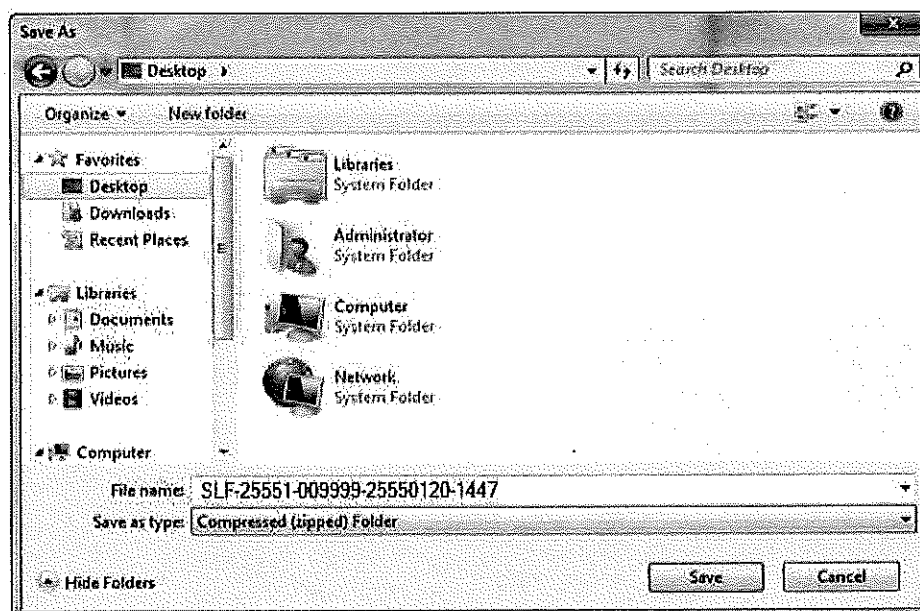 Save As
Desktop
Search Desktop
Organize
New folder
Favorites
Desktop
Downloads
Recent Places
Libraries
Documents
Music
Pictures
Videos
Computer
Libraries
System Folder
Administrator
System Folder
Computer
System Folder
Network
System Folder
File name: SLF-25551-009999-25550120-1447
Save as type: Compressed (zipped) Folder
Hide Folders
Save
Cancel